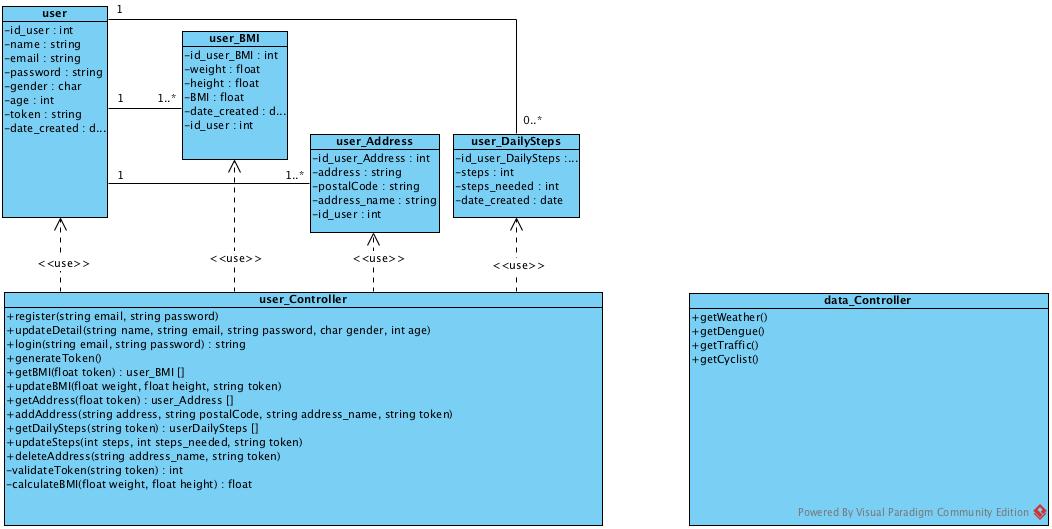 user
-id_user : int
-name : string
-email : string
-password : string
-gender : char
-age : int
-token : string
-date_created : d...
1
1
1..*
1
1..*
0..*
user_BMI
-id_user_BMI : int
-weight : float
-height : float
-BMI : float
-date_created : d...
-id_user : int
user_Address
-id_user_Address : int
-address : string
-postalCode : string
-address_name : string
-id_user : int
user_DailySteps
-id_user_DailySteps :...
-steps : int
-steps_needed : int
-date_created : date
<<use>>
<<use>>
<<use>>
<<use>>
user_Controller
+register(string email, string password)
+updateDetail(string name, string email, string password, char gender, int age)
+login(string email, string password) : string
+generateToken()
+getBMI(float token) : user_BMI []
+updateBMI(float weight, float height, string token)
+getAddress(float token) : user_Address []
+addAddress(string address, string postalCode, string address_name, string token)
+getDailySteps(string token) : userDailySteps []
+updateSteps(int steps, int steps_needed, string token)
+deleteAddress(string address_name, string token)
-validateToken(string token) : int
-calculateBMI(float weight, float height) : float
data_Controller
+getWeather()
+getDengue()
+getTraffic()
+getCyclist()
Powered By Visual Paradigm Community Edition